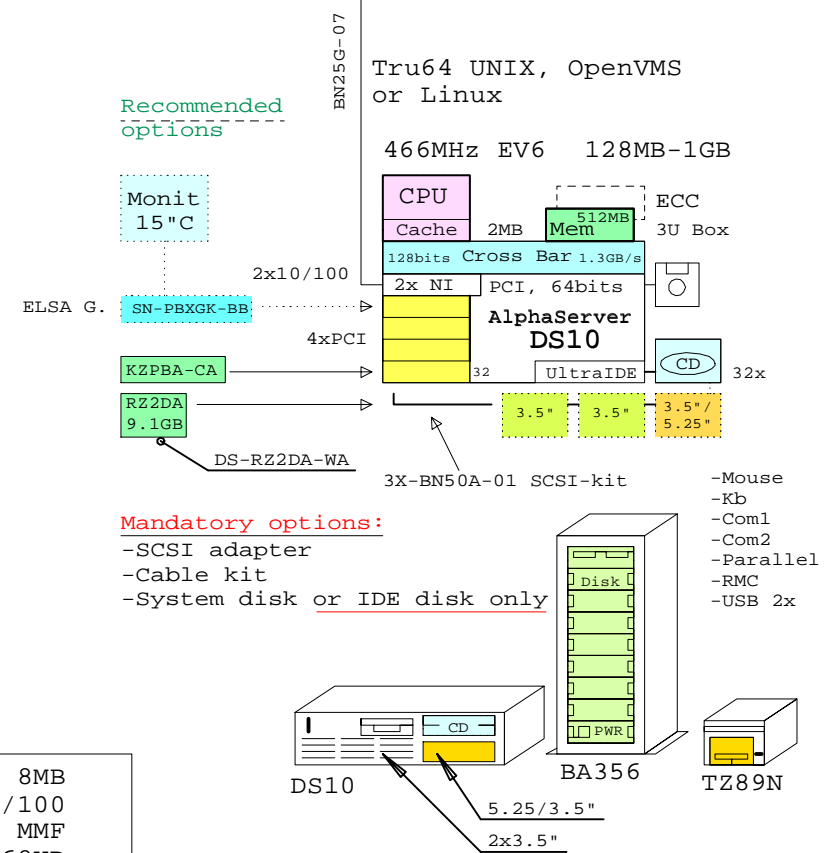 BN25G-07
Tru64 UNIX, OpenVMS
or Linux
Recommended
options
466MHz EV6 128MB-1GB
Monit
15"C
CPU
Cache
2MB
512MB
Mem
ECC
3U Box
128bits Cross Bar 1.3GB/s
2x10/100
2x NI
PCI, 64bits
ELSA G.
SN-PBXGK-BB
4xPCI
AlphaServer
DS10
KZPBA-CA
32
UltraIDE
CD
32x
RZ2DA
9.1GB
3.5"
3.5"
3.5"/
5.25"
DS-RZ2DA-WA
3X-BN50A-01 SCSI-kit
-Mouse
-Kb
-Com1
-Com2
-Parallel
-RMC
-USB 2x
Mandatory options:
-SCSI adapter
-Cable kit
-System disk or IDE disk only
Disk
PWR
CD
DS10
BA356
TZ89N
5.25/3.5"
2x3.5"
8MB
/100
MMF